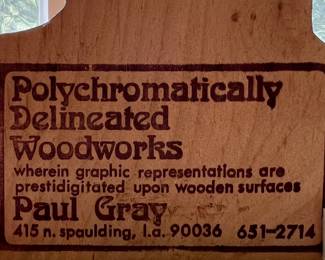 Polychromatically
Delineated
Woodworks
wherein graphic representations are
prestidigitated upon wooden surfaces
Paul Gray
415 n. spaulding, l.a. 90036 651-2714